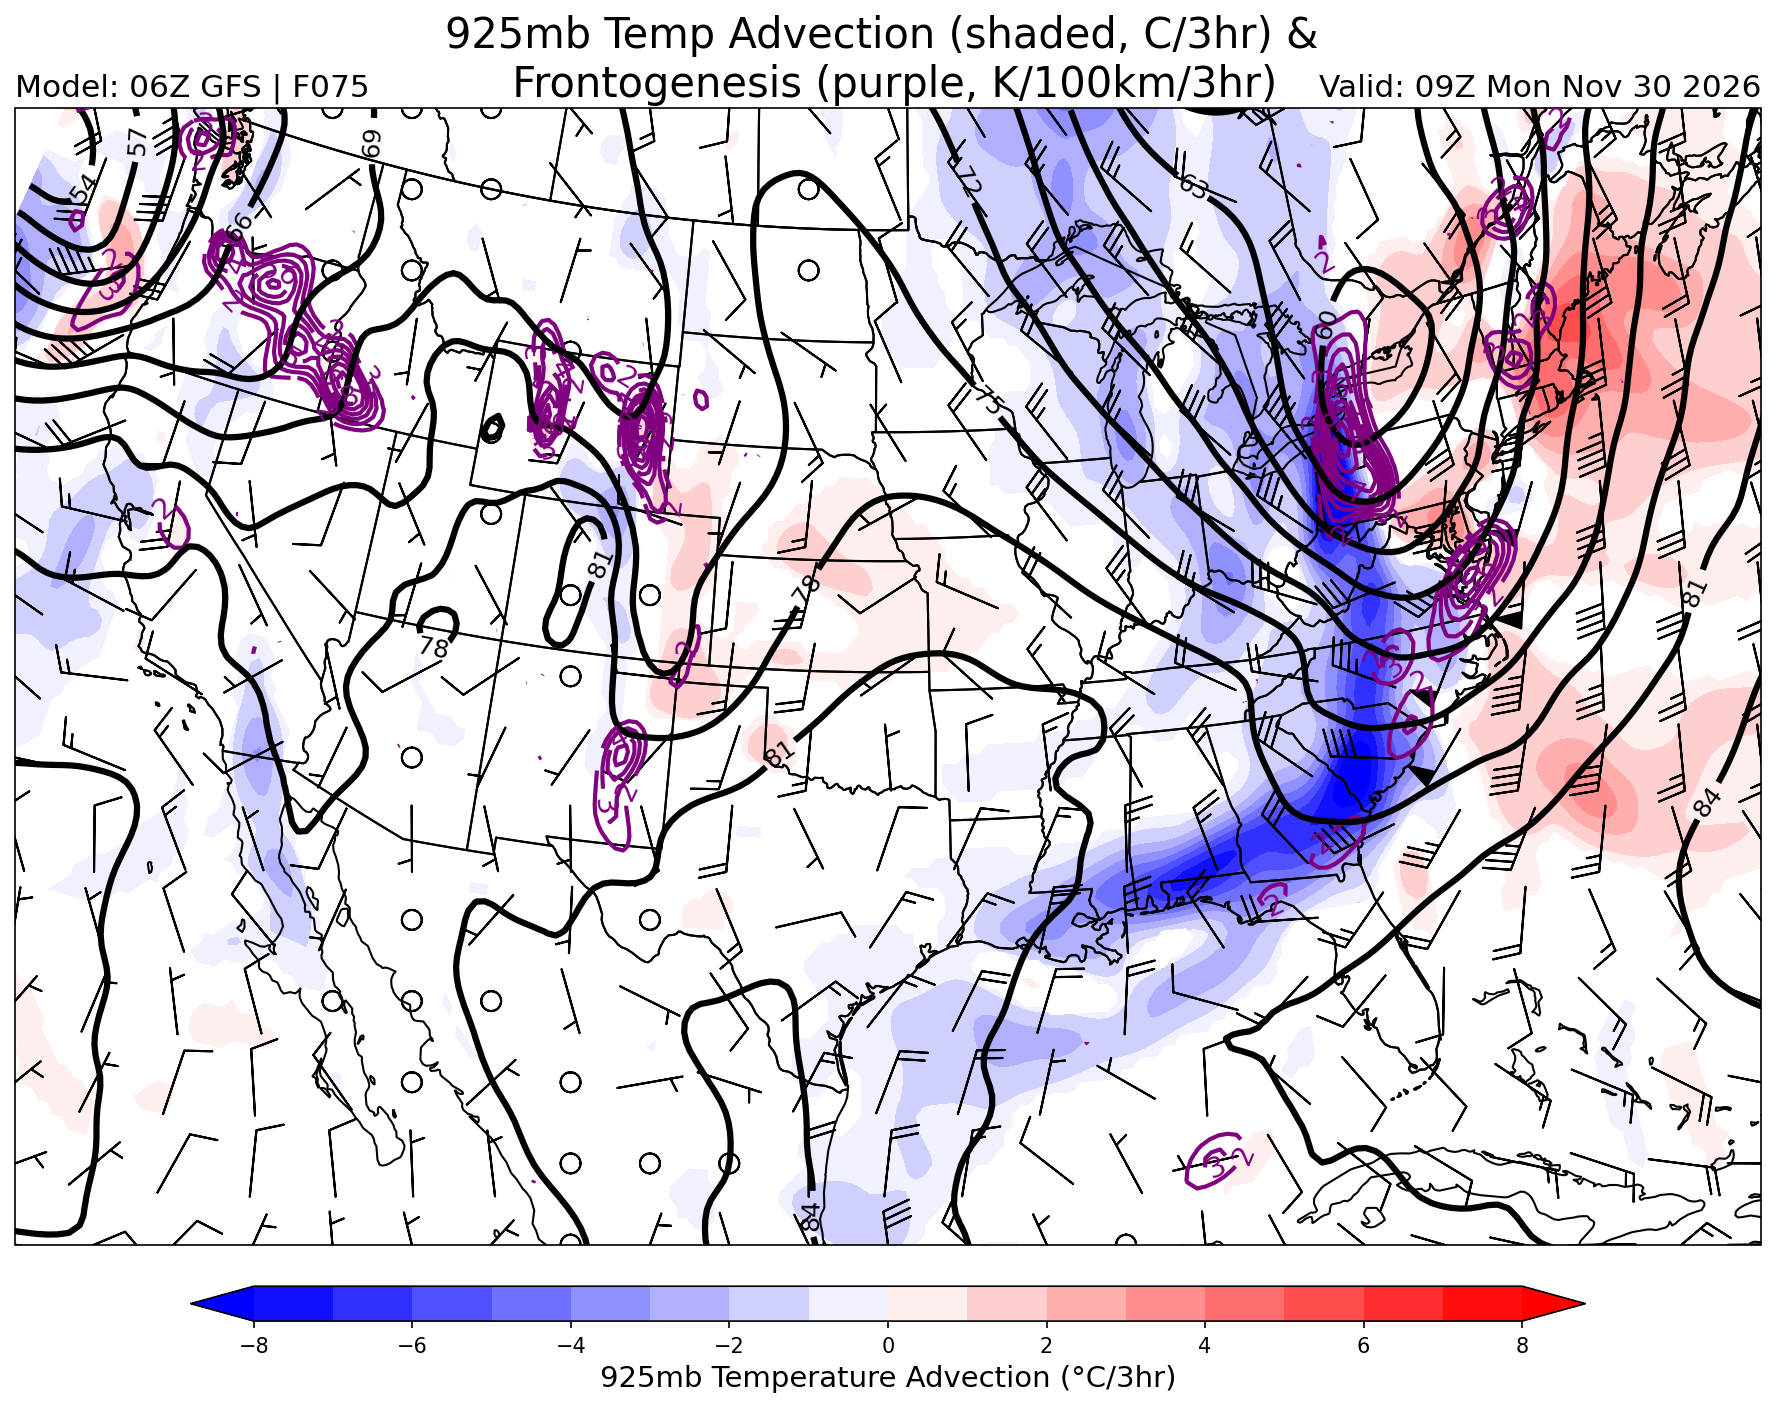 925mb Temp Advection (shaded, C/3hr) &
Frontogenesis (purple, K/100km/3hr)
Model: 06Z GFS | F075
Valid: 09Z Mon Nov 30 2026
57
69
54
66
72
63
60
75
81
78
78
81
81
84
84
−8 −6 −4 −2 0 2 4 6 8
925mb Temperature Advection (°C/3hr)